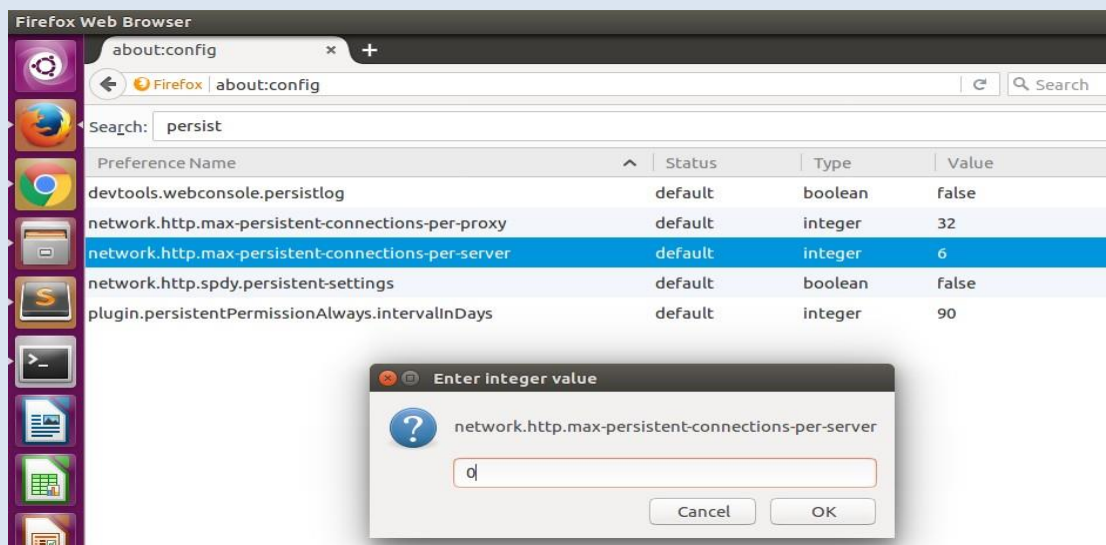 Firefox Web Browser
about:config × +
Firefox about:config Search
Search: persist
Preference Name Status Type Value
devtools.webconsole.persistlog default boolean false
network.http.max-persistent-connections-per-proxy default integer 32
network.http.max-persistent-connections-per-server default integer 6
network.http.spdy.persistent-settings default boolean false
plugin.persistentPermissionAlways.intervalInDays default integer 90
Enter integer value
network.http.max-persistent-connections-per-server
0
Cancel OK